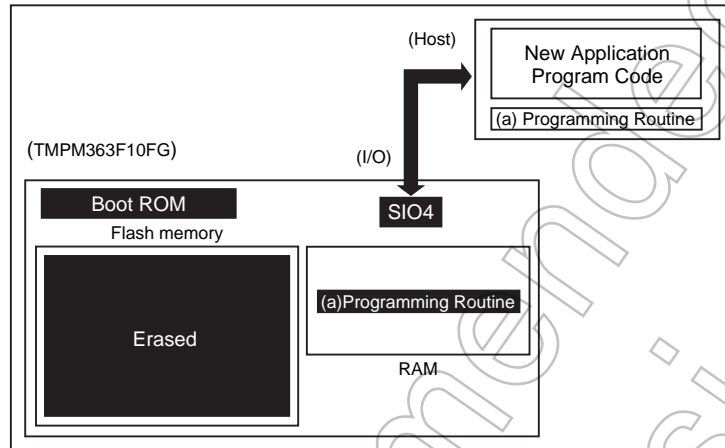 (Host)
New Application
Program Code
(a) Programming Routine
(TMPM363F10FG)
(I/O)
Boot ROM
SIO4
Flash memory
(a)Programming Routine
Erased
RAM